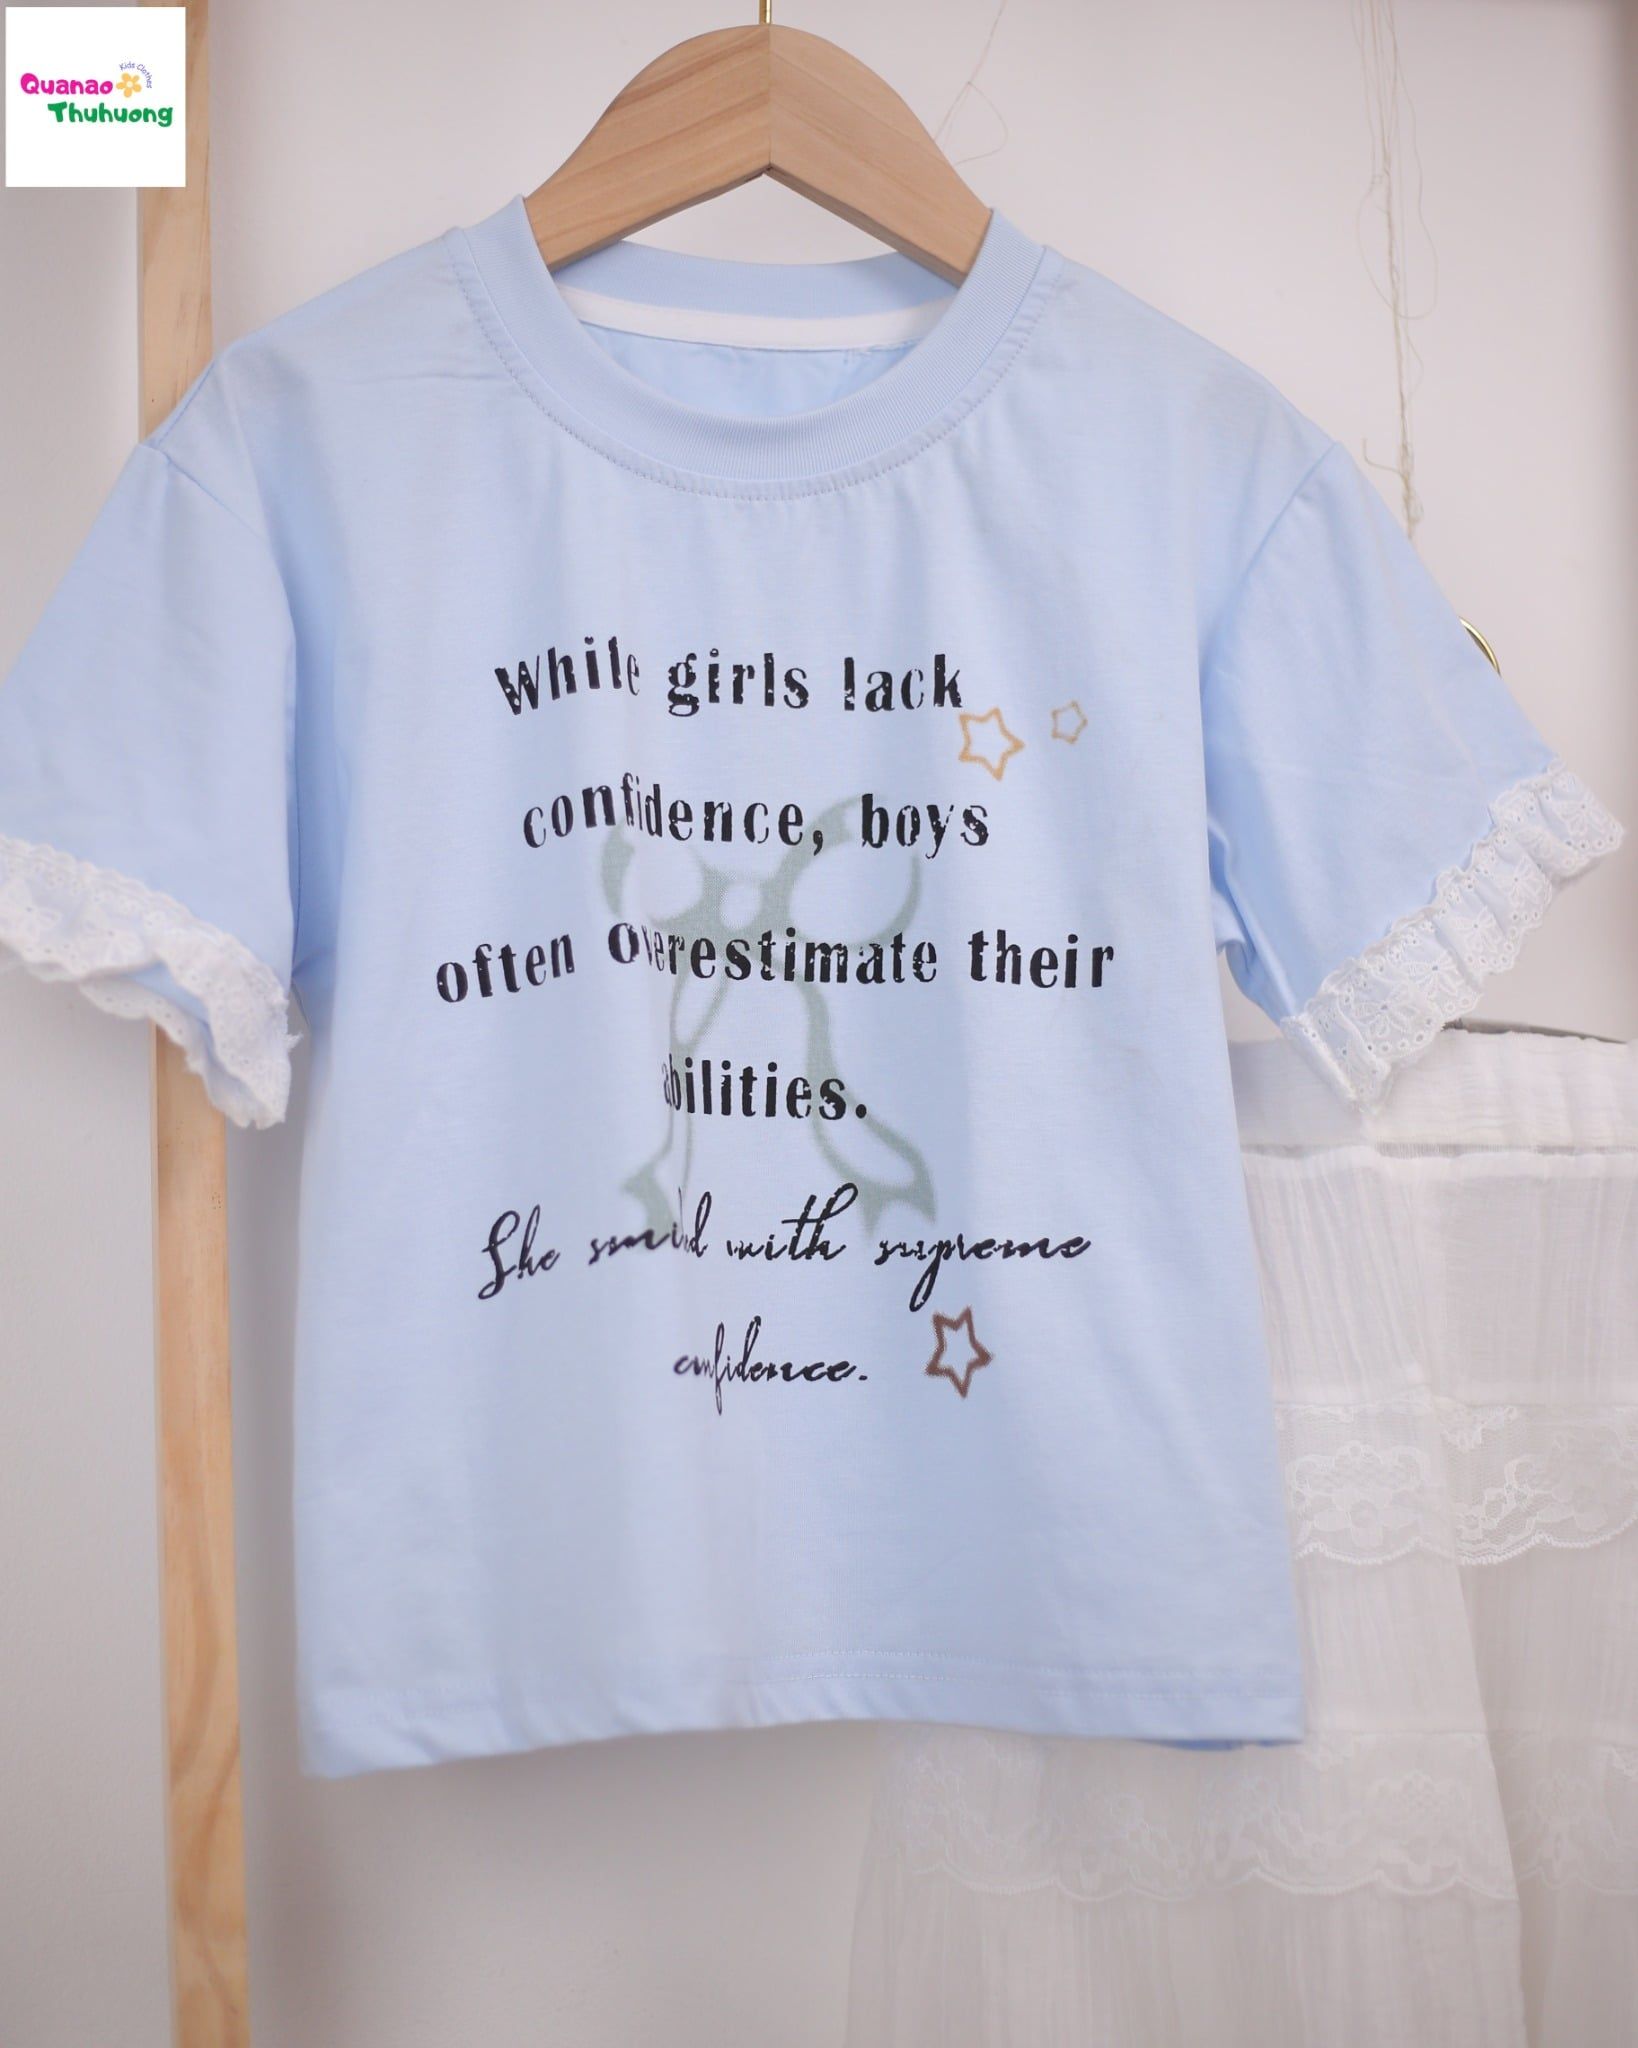 Kids Clothes
Quanao
Thuhuong
While girls lack
confidence, boys
often overestimate their
abilities.
She smiled with supreme
confidence.